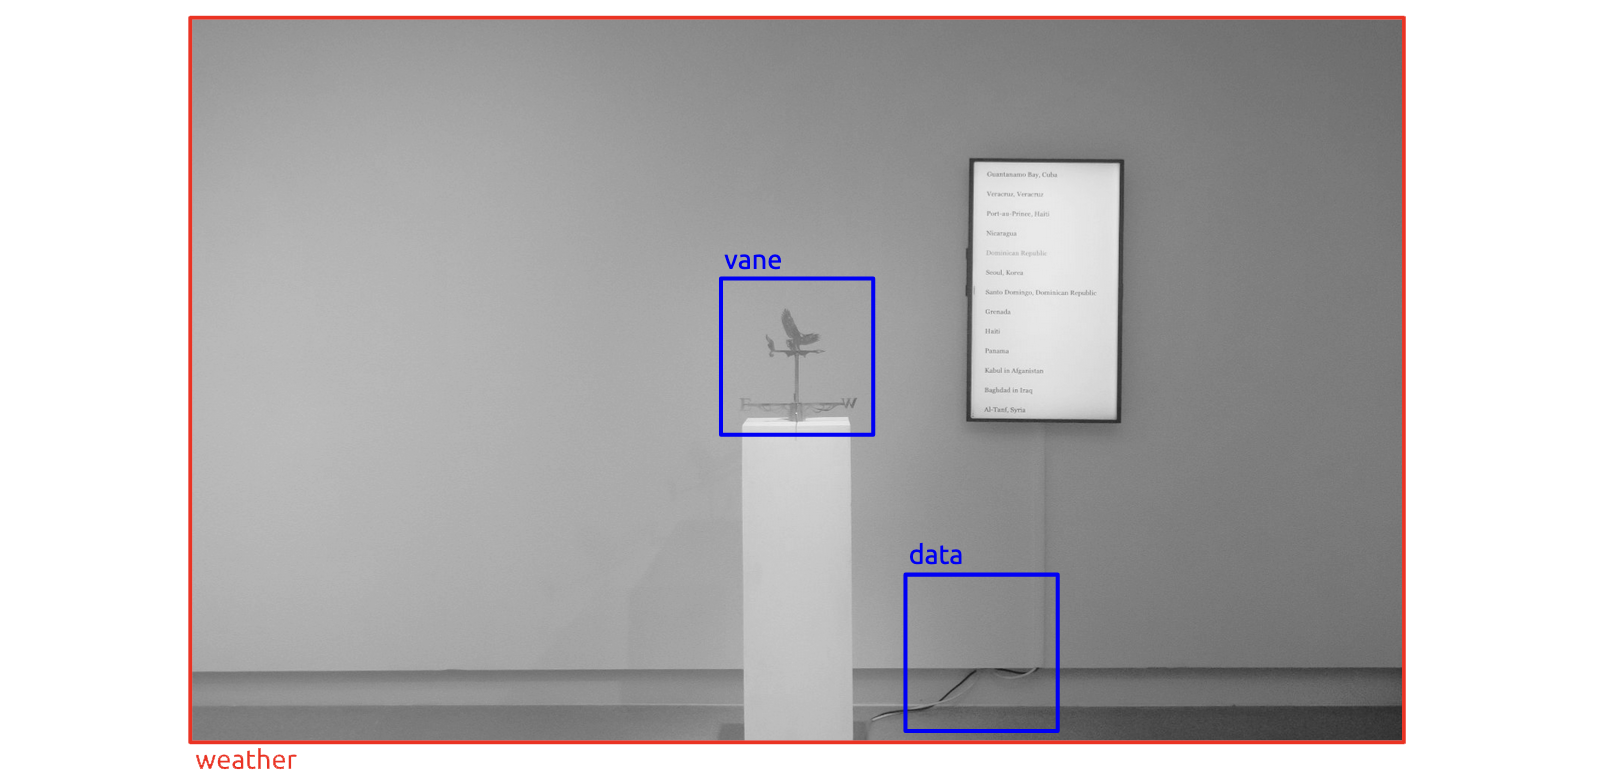 Guantanamo Bay, Cuba
Veracruz, Veracruz
Port-au-Prince, Haiti
Nicaragua
vane
Dominican Republic
Seoul, Korea
Santo Domingo, Dominican Republic
Grenada
Haiti
Panama
Kabul in Afganistan
Baghdad in Iraq
E W
Al-Tanf, Syria
data
weather